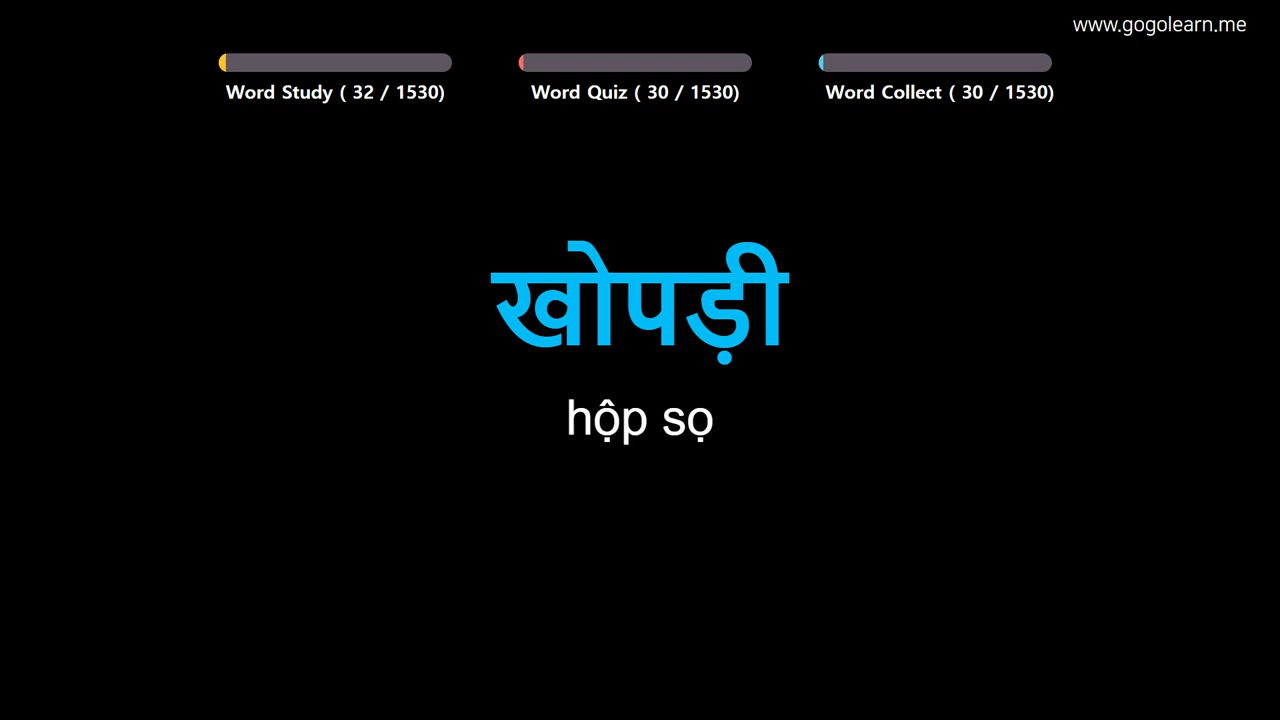 www.gogolearn.me
Word Study ( 32 / 1530)
Word Quiz ( 30 / 1530)
Word Collect ( 30 / 1530)
खोपड़ी
hộp sọ